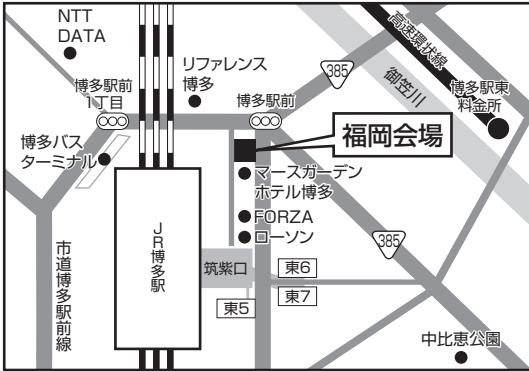 NTT
DATA
リファレンス
博多
385
高速環状線
御笠川
博多駅東
料金所
博多駅前
1丁目
博多駅前
福岡会場
博多バス
ターミナル
マースガーデン
ホテル博多
FORZA
ローソン
JR博多駅
市道博多駅前線
筑紫口
東6
東5
東7
385
中比恵公園